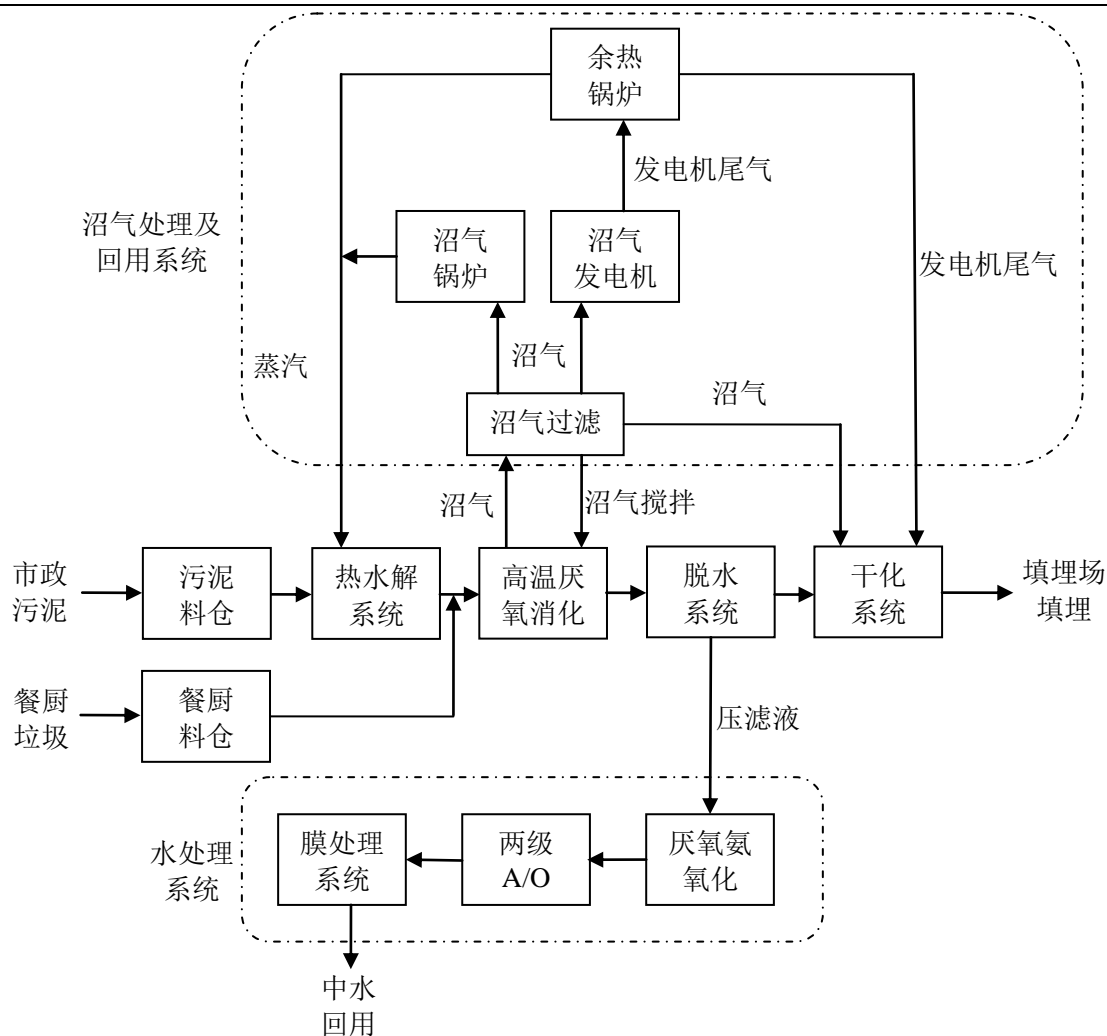 余热
锅炉
发电机尾气
沼气处理及
回用系统
沼气
锅炉
沼气
发电机
发电机尾气
蒸汽
沼气
沼气
沼气过滤
沼气
沼气搅拌
市政
污泥
污泥
料仓
热水解
系统
高温厌
氧消化
脱水
系统
干化
系统
填埋场
填埋
餐厨
垃圾
餐厨
料仓
压滤液
水处理
系统
膜处理
系统
两级
A/O
厌氧氨
氧化
中水
回用